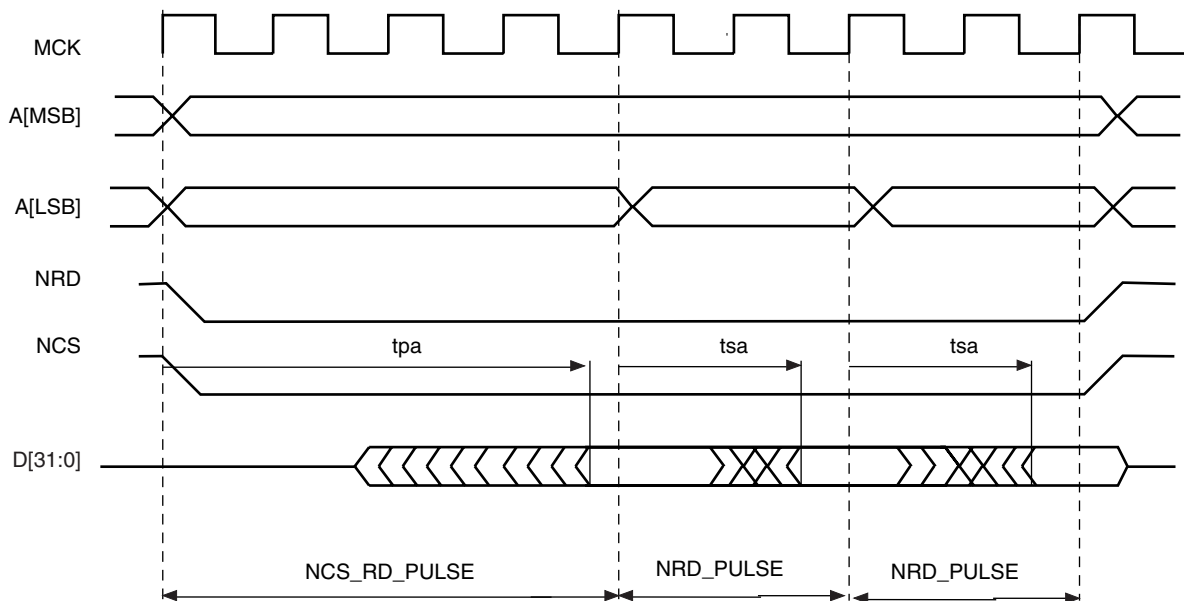 MCK
A[MSB]
A[LSB]
NRD
NCS
tpa
tsa
tsa
D[31:0]
NCS_RD_PULSE
NRD_PULSE
NRD_PULSE